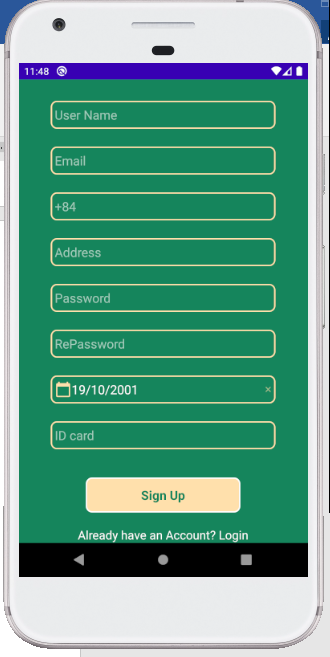 11:48
User Name
Email
+84
Address
Password
RePassword
19/10/2001 ×
ID card
Sign Up
Already have an Account? Login